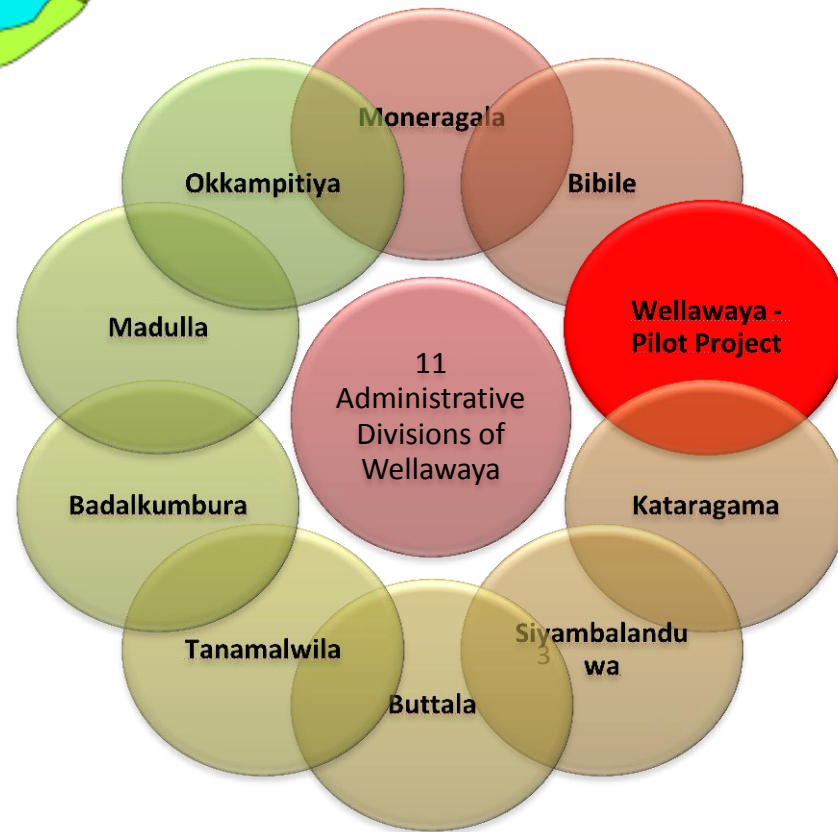 Moneragala
Bibile
Wellawaya -
Pilot Project
Kataragama
Siyambalandu
wa
3
Buttala
Tanamalwila
Badalkumbura
Madulla
Okkampitiya
11
Administrative
Divisions of
Wellawaya